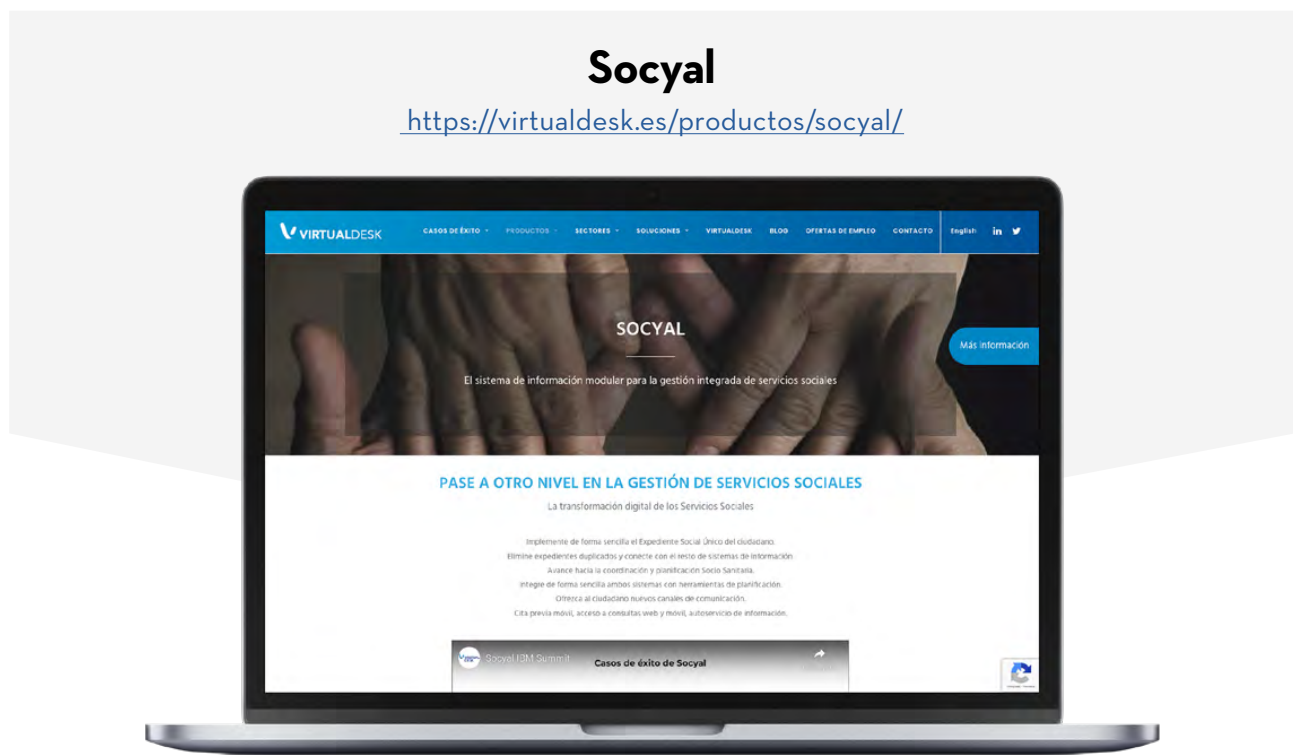 Socyal
https://virtualdesk.es/productos/socyal/
VIRTUALDESK
CASOS DE ÉXITO
PRODUCTOS
SECTORES
SOLUCIONES
VIRTUALDESK
BLOG
OFERTAS DE EMPLEO
CONTACTO
English
in
SOCYAL
El sistema de información modular para la gestión integrada de servicios sociales
Más información
PASE A OTRO NIVEL EN LA GESTIÓN DE SERVICIOS SOCIALES
La transformación digital de los Servicios Sociales
Implemente de forma sencilla el Expediente Social Único del ciudadano.
Elimine expedientes duplicados y conecte con el resto de sistemas de información
Avance hacia la coordinación y planificación Socio Sanitaria.
Integre de forma sencilla ambos sistemas con herramientas de planificación.
Ofrezca al ciudadano nuevos canales de comunicación.
Cita previa móvil, acceso a consultas web y móvil, autoservicio de información.
Socyal IBM Summit
Casos de éxito de Socyal